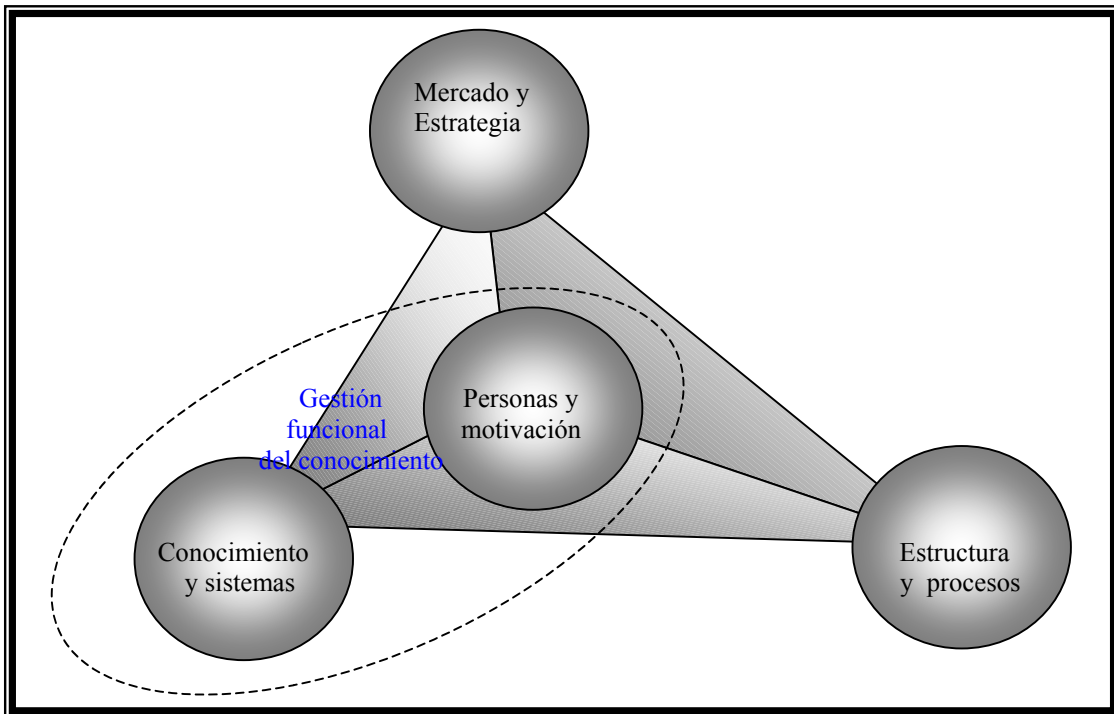 Mercado y
Estrategia
Gestión
funcional
del conocimiento
Personas y
motivación
Conocimiento
y sistemas
Estructura
y procesos